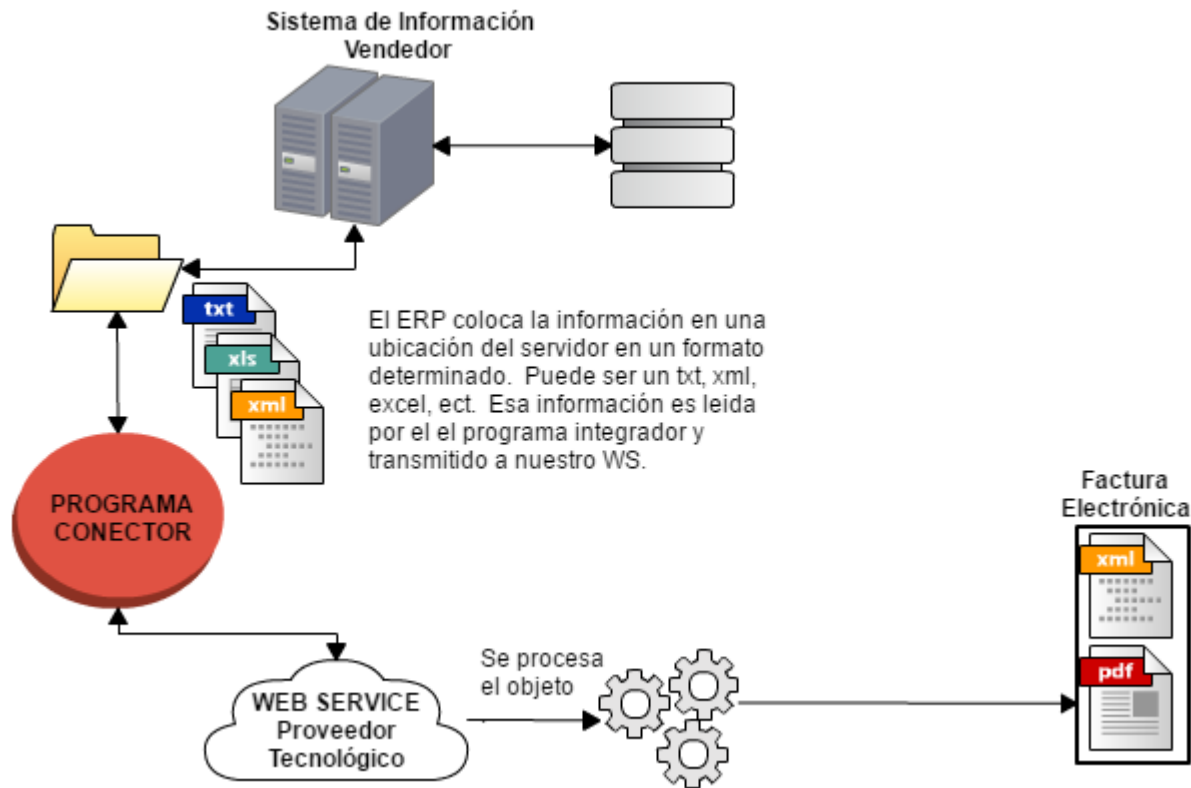 Sistema de Información
Vendedor
txt
xls
xml
El ERP coloca la información en una
ubicación del servidor en un formato
determinado. Puede ser un txt, xml,
excel, ect. Esa información es leida
por el el programa integrador y
transmitido a nuestro WS.
PROGRAMA
CONECTOR
Factura
Electrónica
xml
pdf
Se procesa
el objeto
WEB SERVICE
Proveedor
Tecnológico